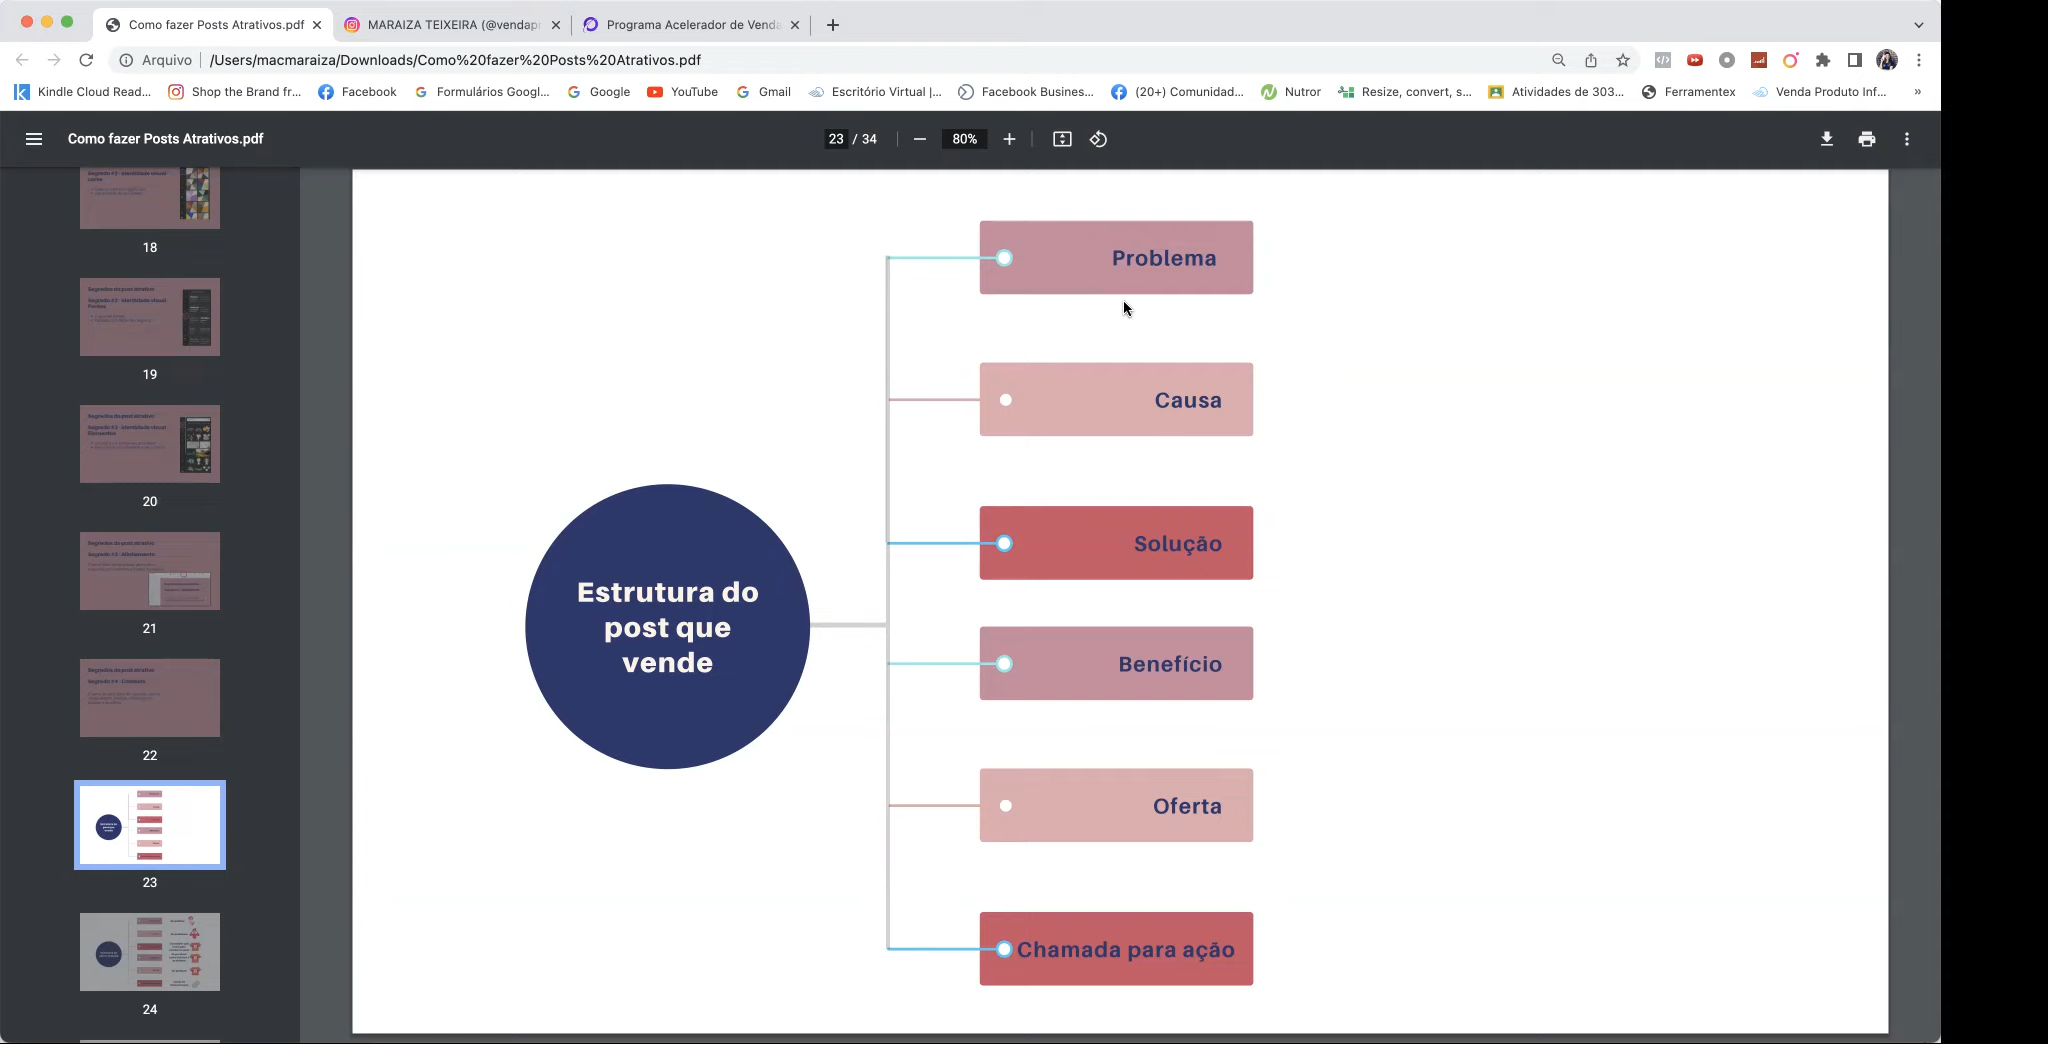 Como fazer Posts Atrativos.pdf
MARAIZA TEIXEIRA (@vendap
Programa Acelerador de Venda
Arquivo
/Users/macmaraiza/Downloads/Como%20fazer%20Posts%20Atrativos.pdf
Kindle Cloud Read...
Shop the Brand fr...
Facebook
Formulários Googl...
Google
YouTube
Gmail
Escritório Virtual |...
Facebook Busines...
(20+) Comunidad...
Nutror
Resize, convert, s...
Atividades de 303...
Ferramentex
Venda Produto Inf...
»
Como fazer Posts Atrativos.pdf
23 / 34
80%
18
19
20
21
22
23
24
Estrutura do
post que
vende
Problema
Causa
Solução
Benefício
Oferta
Chamada para ação